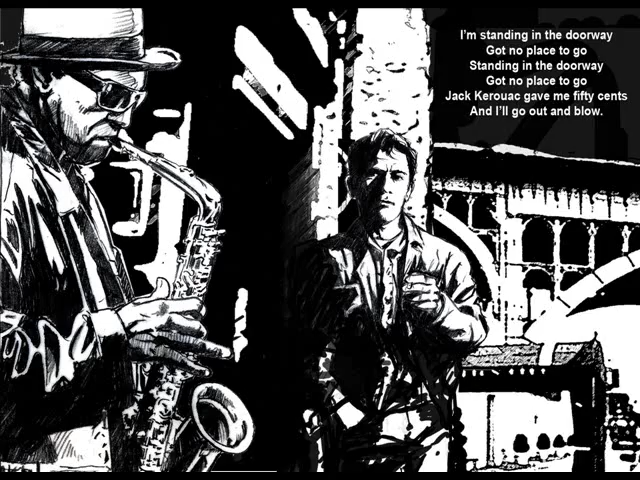 I'm standing in the doorway
Got no place to go
Standing in the doorway
Got no place to go
Jack Kerouac gave me fifty cents
And I'll go out and blow.